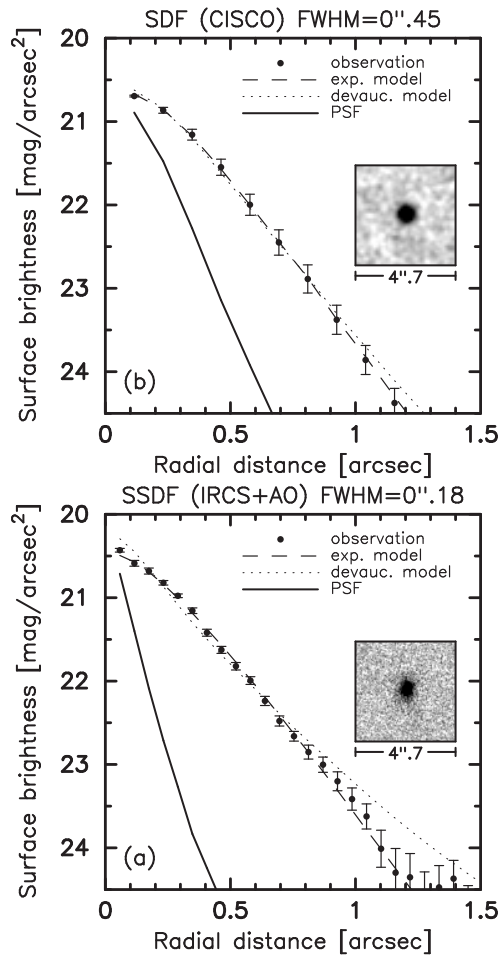 SDF (CISCO) FWHM=0".45
20
21
22
23
24
Surface brightness [mag/arcsec²]
observation
exp. model
devauc. model
PSF
4".7
(b)
0 0.5 1 1.5
Radial distance [arcsec]
SSDF (IRCS+AO) FWHM=0".18
20
21
22
23
24
Surface brightness [mag/arcsec²]
observation
exp. model
devauc. model
PSF
4".7
(a)
0 0.5 1 1.5
Radial distance [arcsec]